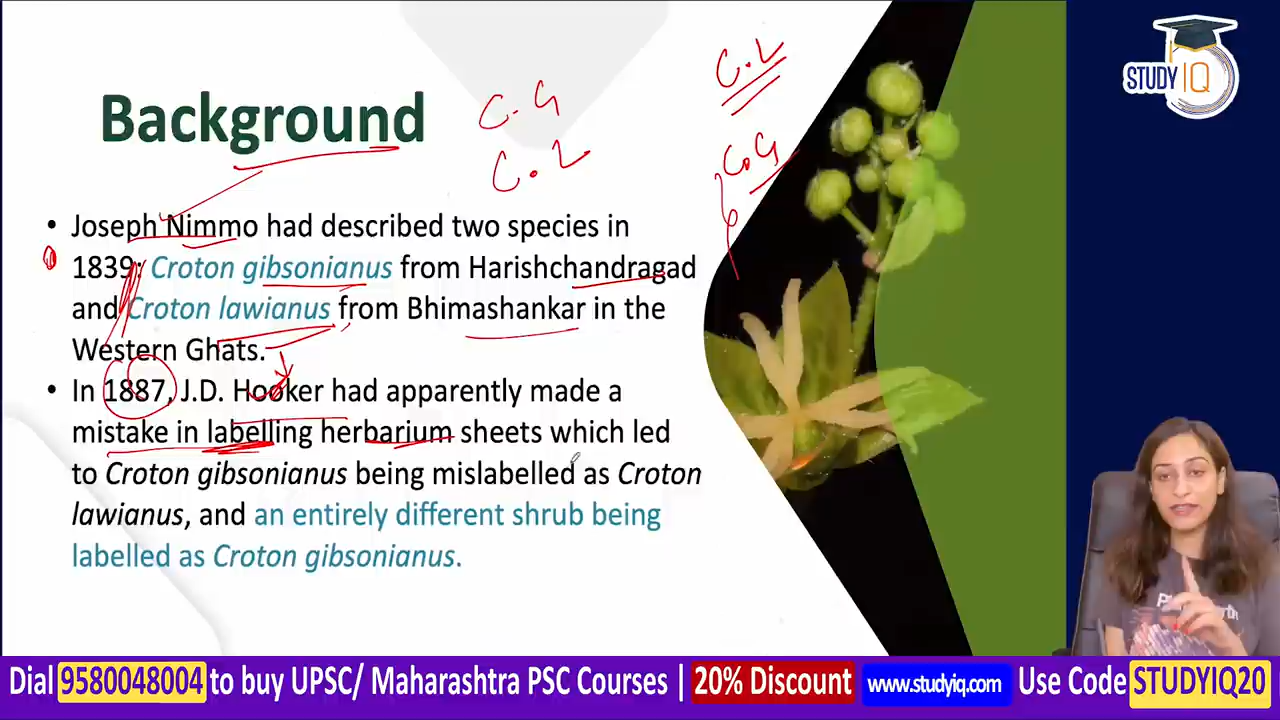 Background
C.G
C.L
C.L
C.G
STUDY IQ
• Joseph Nimmo had described two species in
1839; Croton gibsonianus from Harishchandragad
and Croton lawianus from Bhimashankar in the
Western Ghats.
• In 1887, J.D. Hooker had apparently made a
mistake in labelling herbarium sheets which led
to Croton gibsonianus being mislabelled as Croton
lawianus, and an entirely different shrub being
labelled as Croton gibsonianus.
Dial 9580048004 to buy UPSC/ Maharashtra PSC Courses | 20% Discount www.studyiq.com Use Code STUDYIQ20